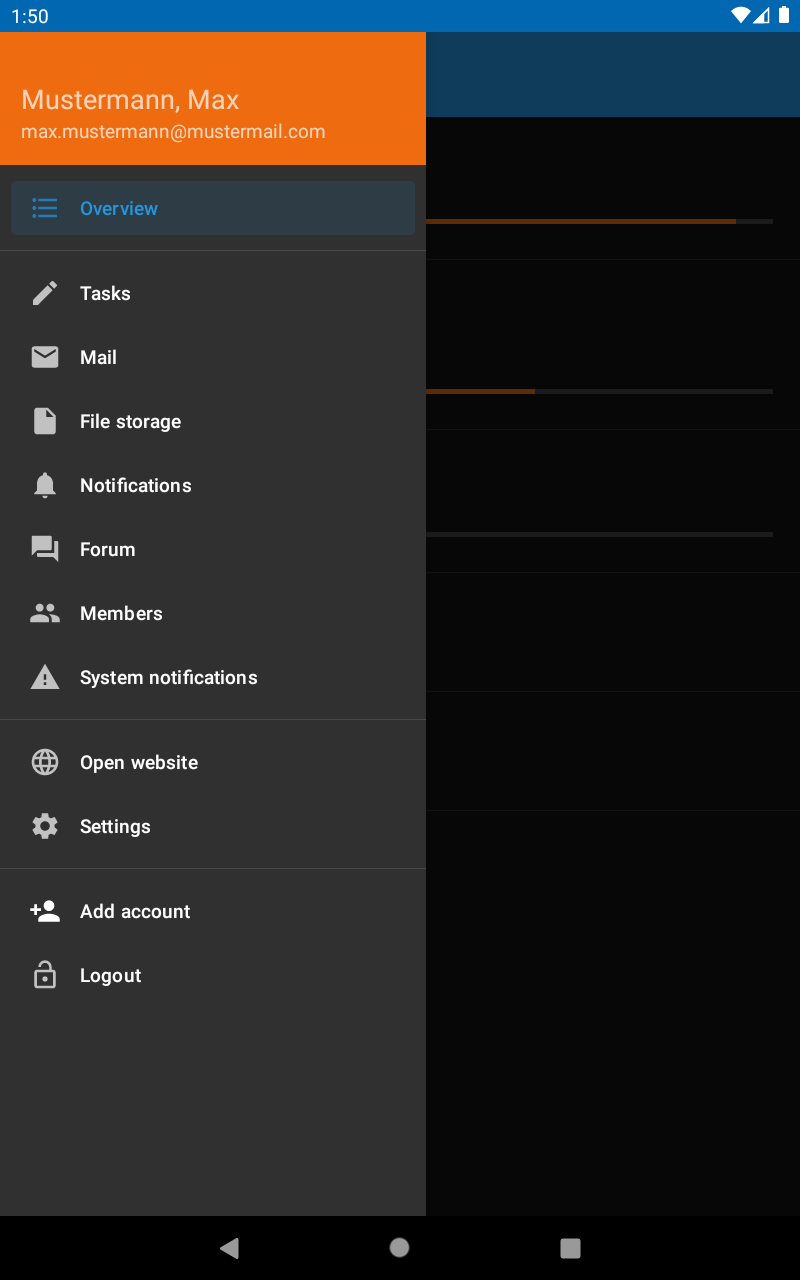 1:50
Mustermann, Max
max.mustermann@mustermail.com
Overview
Tasks
Mail
File storage
Notifications
Forum
Members
System notifications
Open website
Settings
Add account
Logout